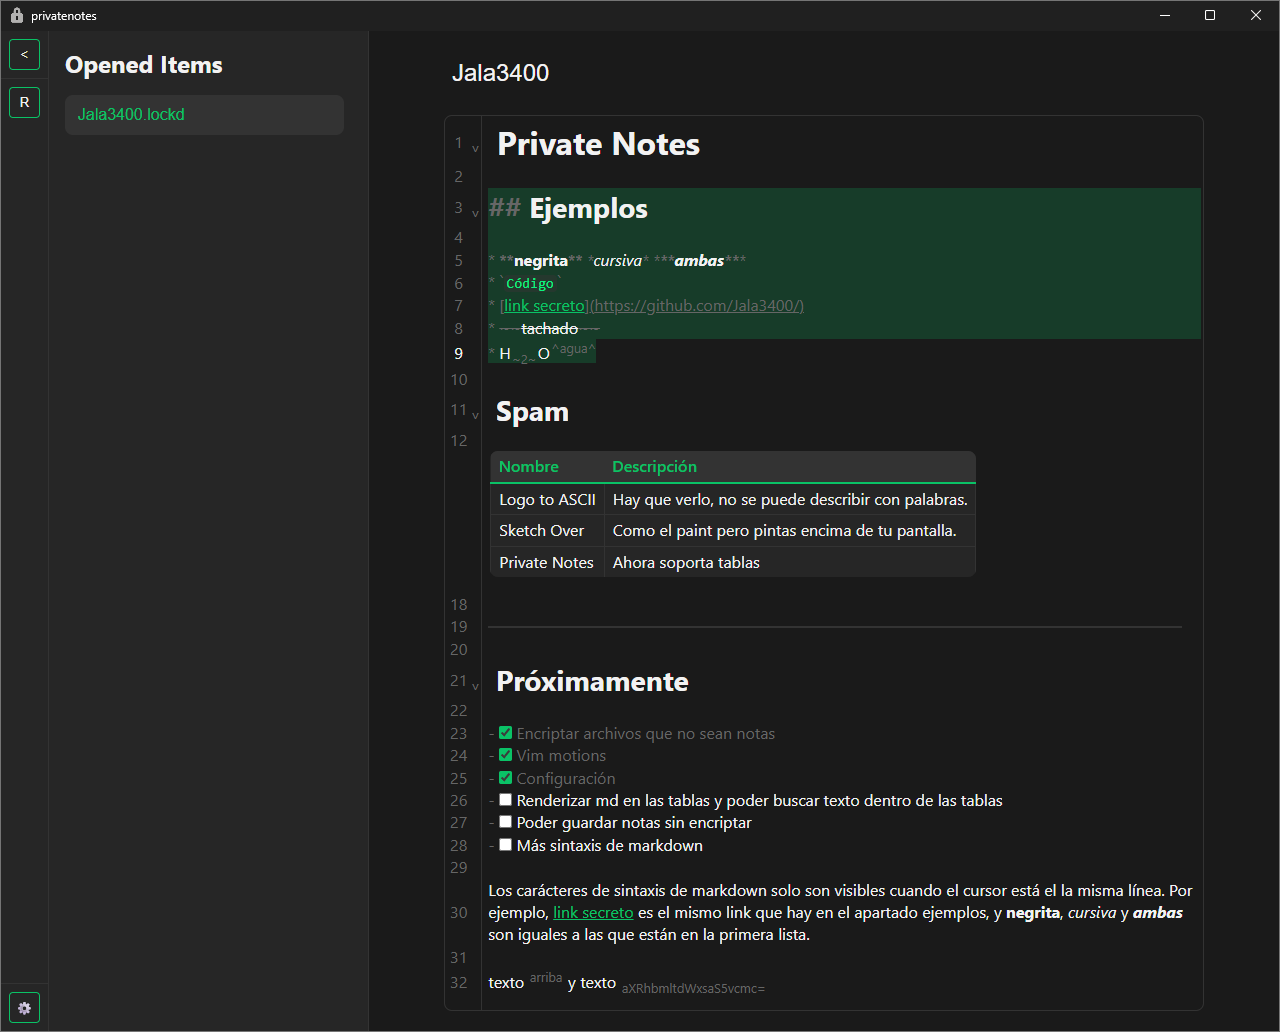 privatenotes
<
R
Opened Items
Jala3400.lockd
Jala3400
1 v Private Notes
2
3 v ## Ejemplos
4
5 * **negrita** *cursiva* ***ambas***
6 * `Código`
7 * [link secreto](https://github.com/Jala3400/)
8 * ~~tachado~~
9 * H~2~O^agua^
10
11 v Spam
12
Nombre Descripción
Logo to ASCII Hay que verlo, no se puede describir con palabras.
Sketch Over Como el paint pero pintas encima de tu pantalla.
Private Notes Ahora soporta tablas
18
19
20
21 v Próximamente
22
23 - Encriptar archivos que no sean notas
24 - Vim motions
25 - Configuración
26 - Renderizar md en las tablas y poder buscar texto dentro de las tablas
27 - Poder guardar notas sin encriptar
28 - Más sintaxis de markdown
29
Los carácteres de sintaxis de markdown solo son visibles cuando el cursor está el la misma línea. Por
30 ejemplo, link secreto es el mismo link que hay en el apartado ejemplos, y negrita, cursiva y ambas
son iguales a las que están en la primera lista.
31
32 texto arriba y texto aXRhbmltdWxsaS5vcmc=